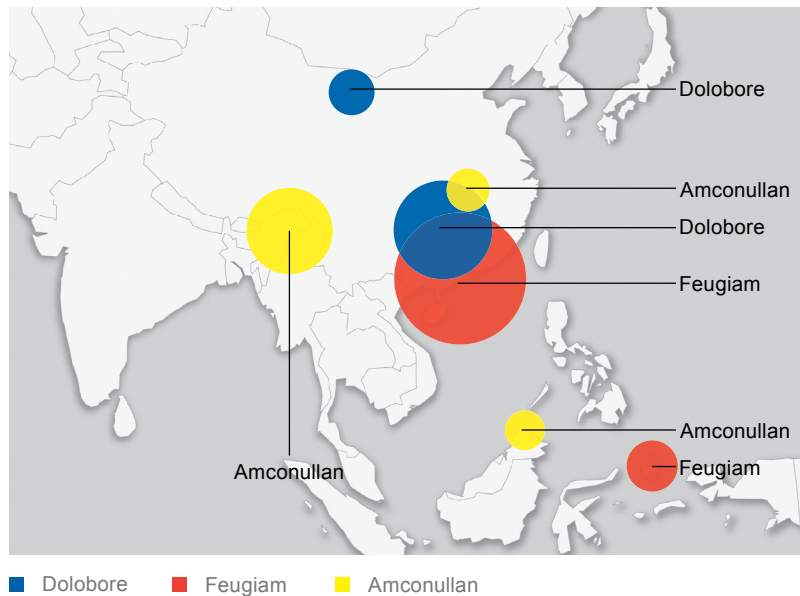 Dolobore
Amconullan
Dolobore
Feugiam
Amconullan
Feugiam
Amconullan
Dolobore Feugiam Amconullan